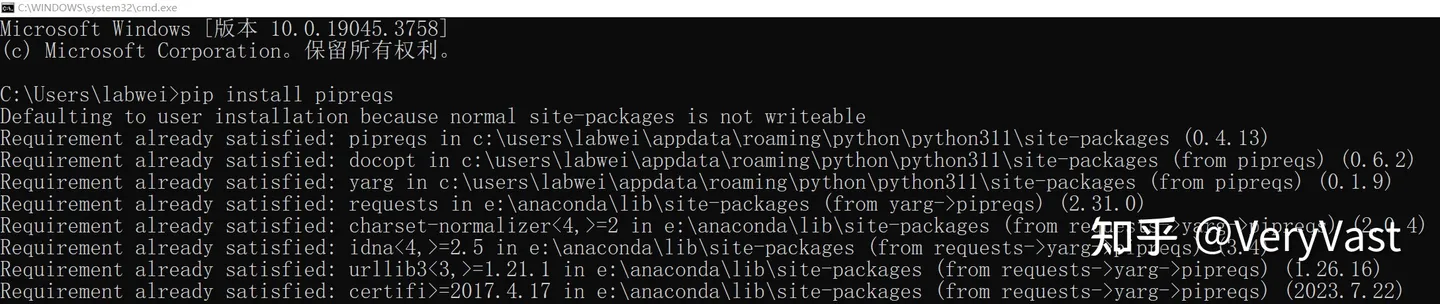 C:\WINDOWS\system32\cmd.exe
Microsoft Windows [版本 10.0.19045.3758]
(c) Microsoft Corporation。保留所有权利。
C:\Users\labwei>pip install pipreqs
Defaulting to user installation because normal site-packages is not writeable
Requirement already satisfied: pipreqs in c:\users\labwei\appdata\roaming\python\python311\site-packages (0.4.13)
Requirement already satisfied: docopt in c:\users\labwei\appdata\roaming\python\python311\site-packages (from pipreqs) (0.6.2)
Requirement already satisfied: yarg in c:\users\labwei\appdata\roaming\python\python311\site-packages (from pipreqs) (0.1.9)
Requirement already satisfied: requests in e:\anaconda\lib\site-packages (from yarg->pipreqs) (2.31.0)
Requirement already satisfied: charset-normalizer<4,>=2 in e:\anaconda\lib\site-packages (from requests->yarg->pipreqs) (2.0.4)
Requirement already satisfied: idna<4,>=2.5 in e:\anaconda\lib\site-packages (from requests->yarg->pipreqs) (3.4)
Requirement already satisfied: urllib3<3,>=1.21.1 in e:\anaconda\lib\site-packages (from requests->yarg->pipreqs) (1.26.16)
Requirement already satisfied: certifi>=2017.4.17 in e:\anaconda\lib\site-packages (from requests->yarg->pipreqs) (2023.7.22)
知乎 @VeryVast